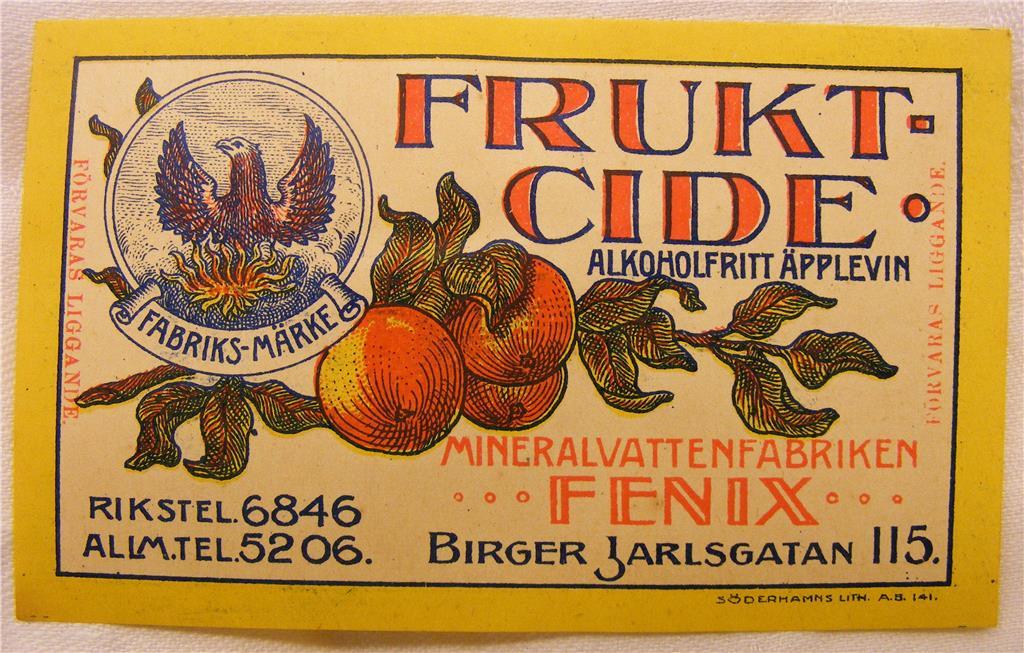 FRUKT-
CIDE
ALKOHOLFRITT ÄPPLEVIN
FABRIKS-MÄRKE
FÖRVARAS LIGGANDE.
FÖRVARAS LIGGANDE.
MINERALVATTENFABRIKEN
FENIX
RIKSTEL. 6846
ALLM. TEL. 5206.
BIRGER JARLSGATAN 115.
SÖDERHAMNS LITH. A.B. 141.